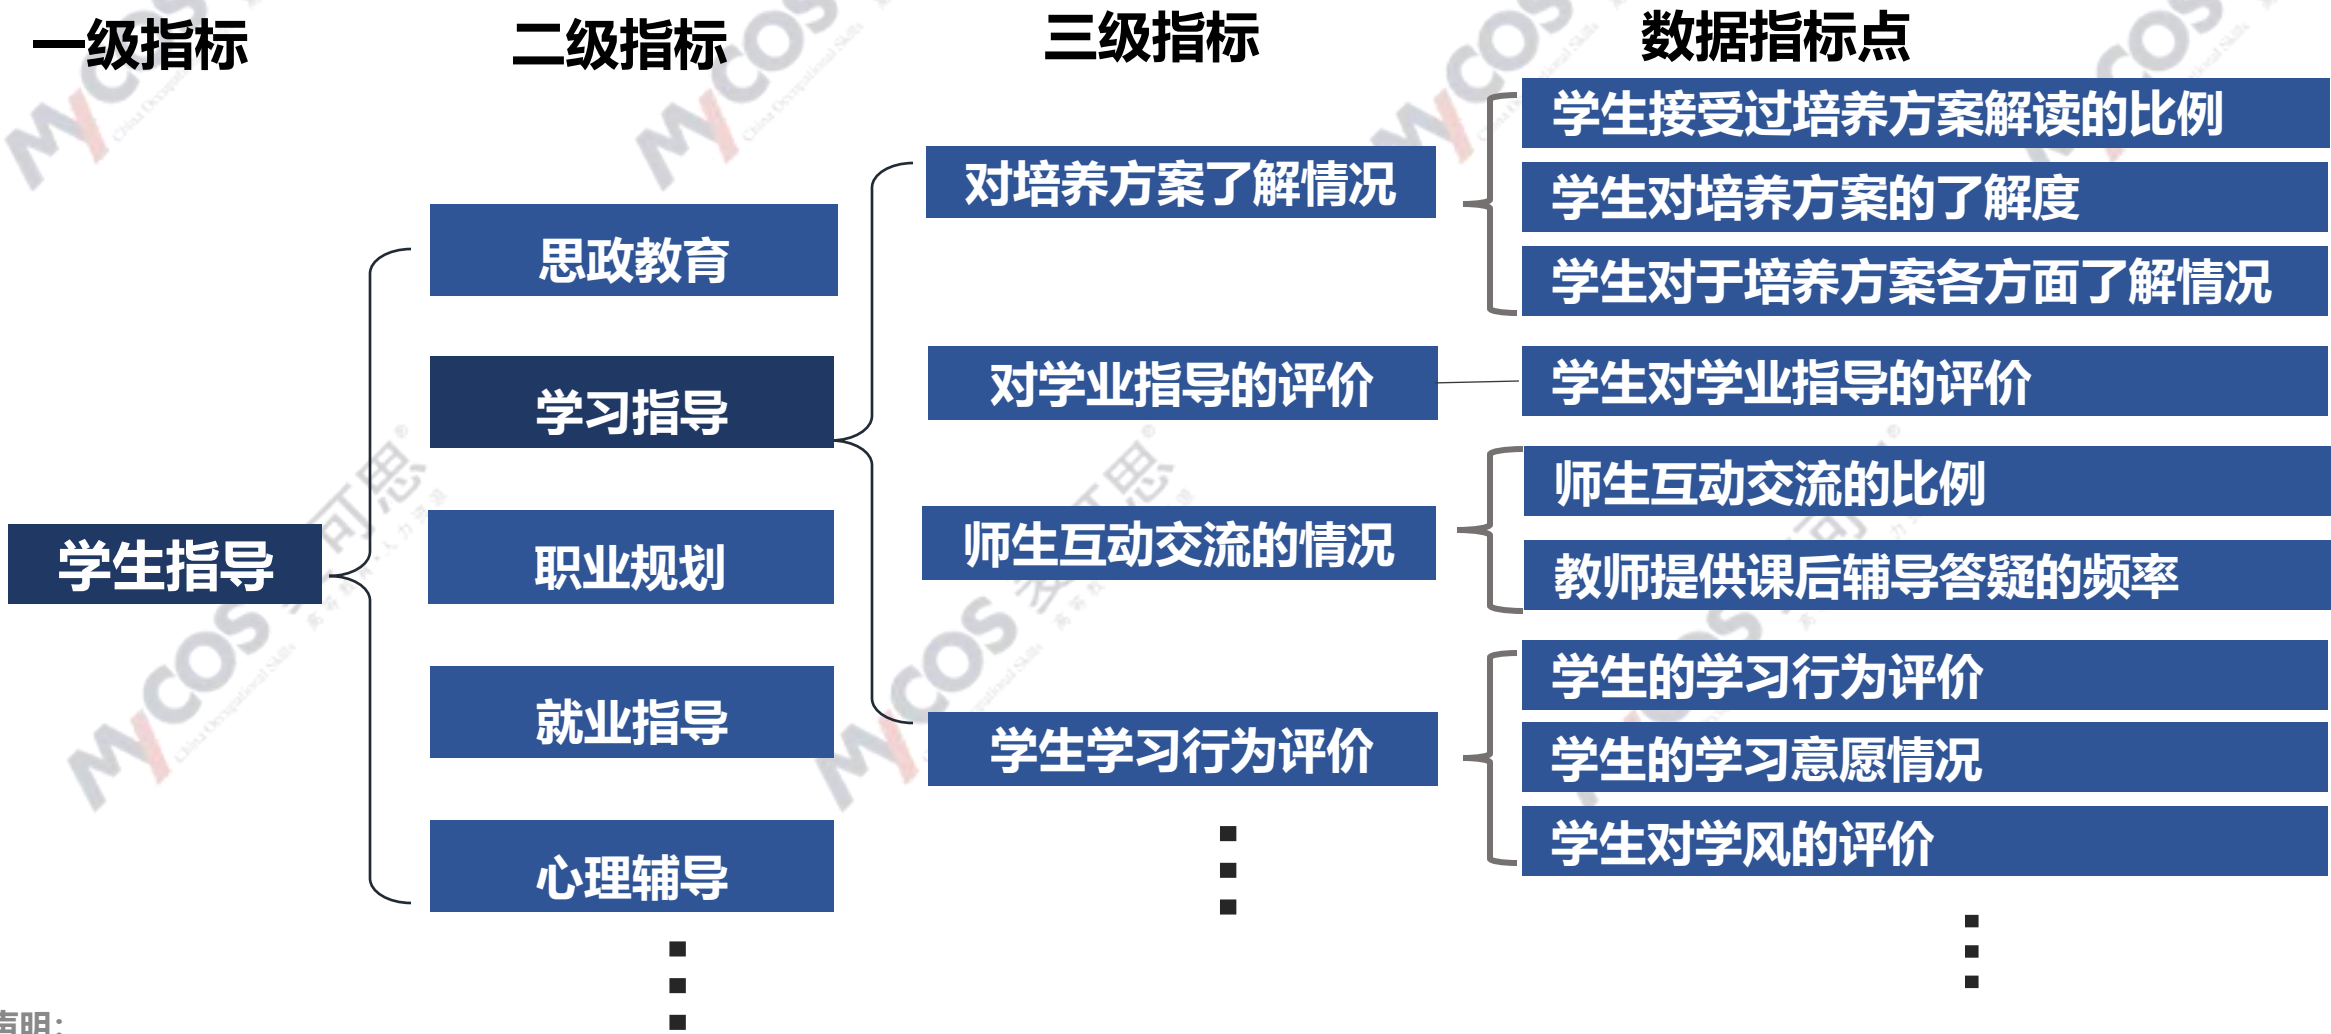 一级指标
二级指标
三级指标
数据指标点
学生指导
思政教育
学习指导
职业规划
就业指导
心理辅导
对培养方案了解情况
对学业指导的评价
师生互动交流的情况
学生学习行为评价
学生接受过培养方案解读的比例
学生对培养方案的了解度
学生对于培养方案各方面了解情况
学生对学业指导的评价
师生互动交流的比例
教师提供课后辅导答疑的频率
学生的学习行为评价
学生的学习意愿情况
学生对学风的评价
声明：
MyCOS
China Occupational Skills